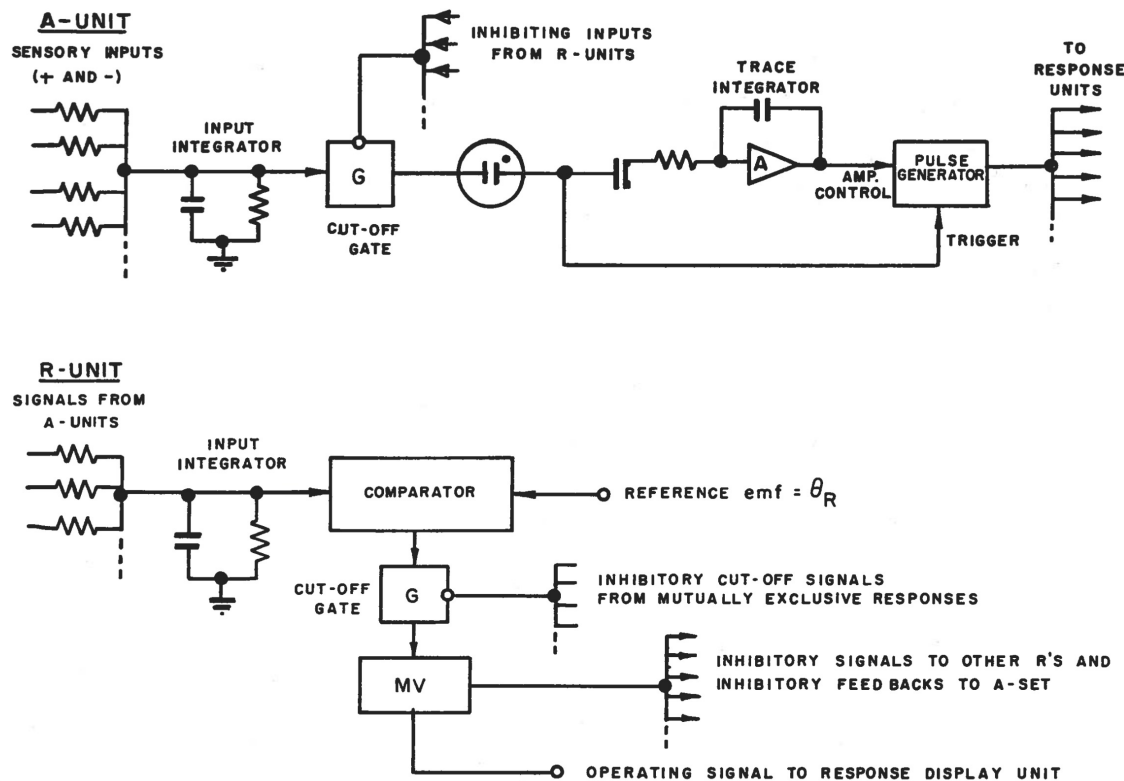 A-UNIT
SENSORY INPUTS
(+ AND -)
INPUT
INTEGRATOR
G
CUT-OFF
GATE
INHIBITING INPUTS
FROM R-UNITS
TRACE
INTEGRATOR
A
AMP.
CONTROL
PULSE
GENERATOR
TRIGGER
TO
RESPONSE
UNITS
R-UNIT
SIGNALS FROM
A-UNITS
INPUT
INTEGRATOR
COMPARATOR
REFERENCE emf = θR
CUT-OFF
GATE
G
INHIBITORY CUT-OFF SIGNALS
FROM MUTUALLY EXCLUSIVE RESPONSES
MV
INHIBITORY SIGNALS TO OTHER R'S AND
INHIBITORY FEEDBACKS TO A-SET
OPERATING SIGNAL TO RESPONSE DISPLAY UNIT